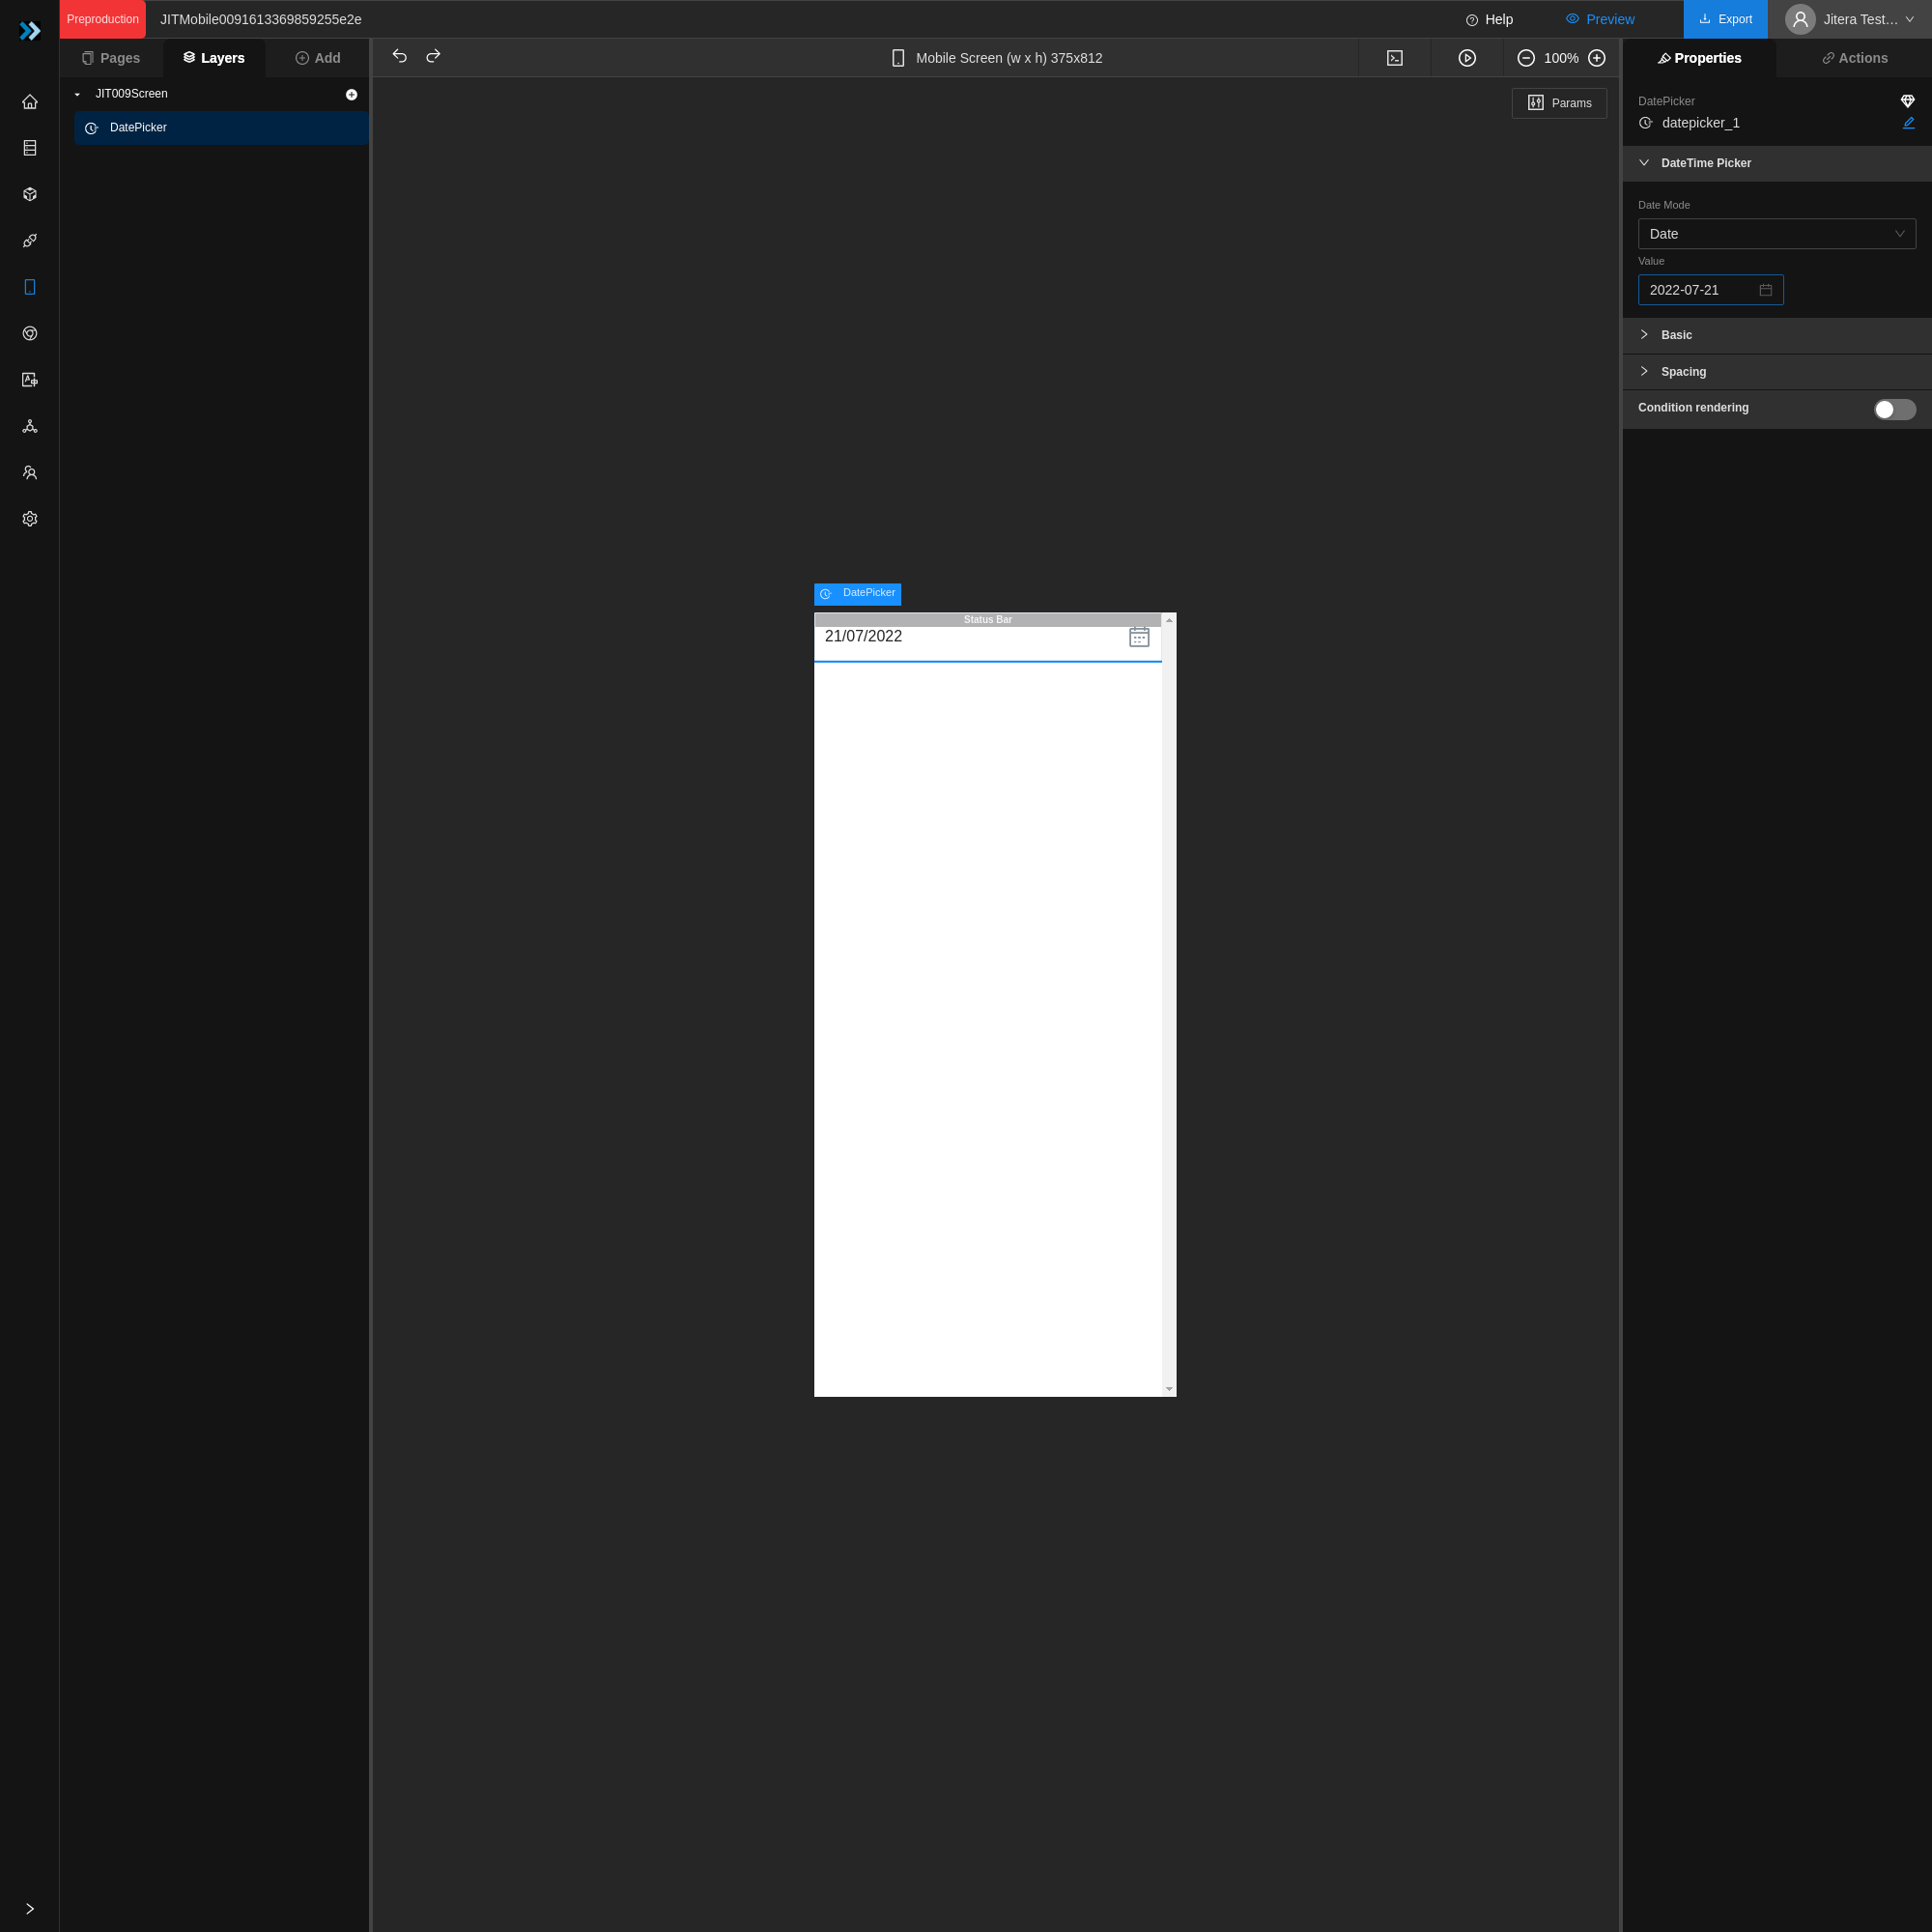 Preproduction
JITMobile0091613369859255e2e
Help
Preview
Export
Jitera Test…
Pages
Layers
Add
Mobile Screen (w x h) 375x812
100%
Properties
Actions
JIT009Screen
DatePicker
Params
DatePicker
datepicker_1
DateTime Picker
Date Mode
Date
Value
2022-07-21
Basic
Spacing
Condition rendering
DatePicker
Status Bar
21/07/2022